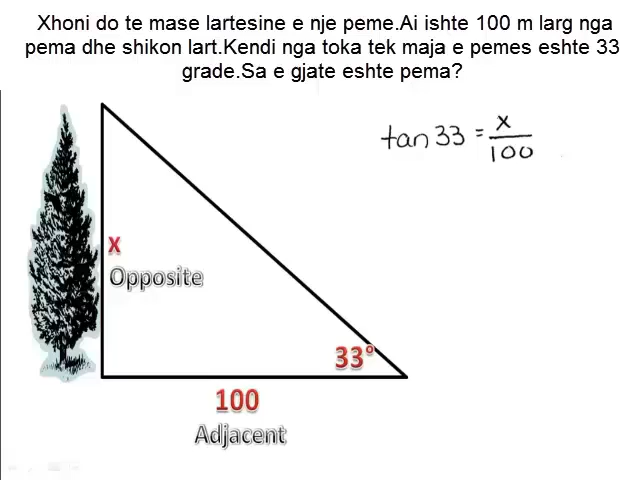 Xhoni do te mase lartesine e nje peme.Ai ishte 100 m larg nga
pema dhe shikon lart.Kendi nga toka tek maja e pemes eshte 33
grade.Sa e gjate eshte pema?
tan 33 = x/100
x
Opposite
33°
100
Adjacent